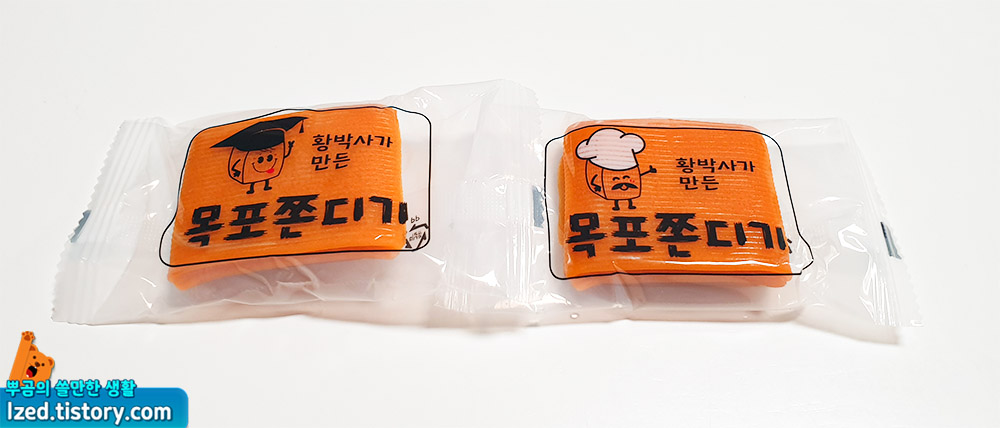 황박사가
만든
목포쫀디기
황박사가
만든
목포쫀디기
뿌곰의 쓸만한 생활
lzed.tistory.com